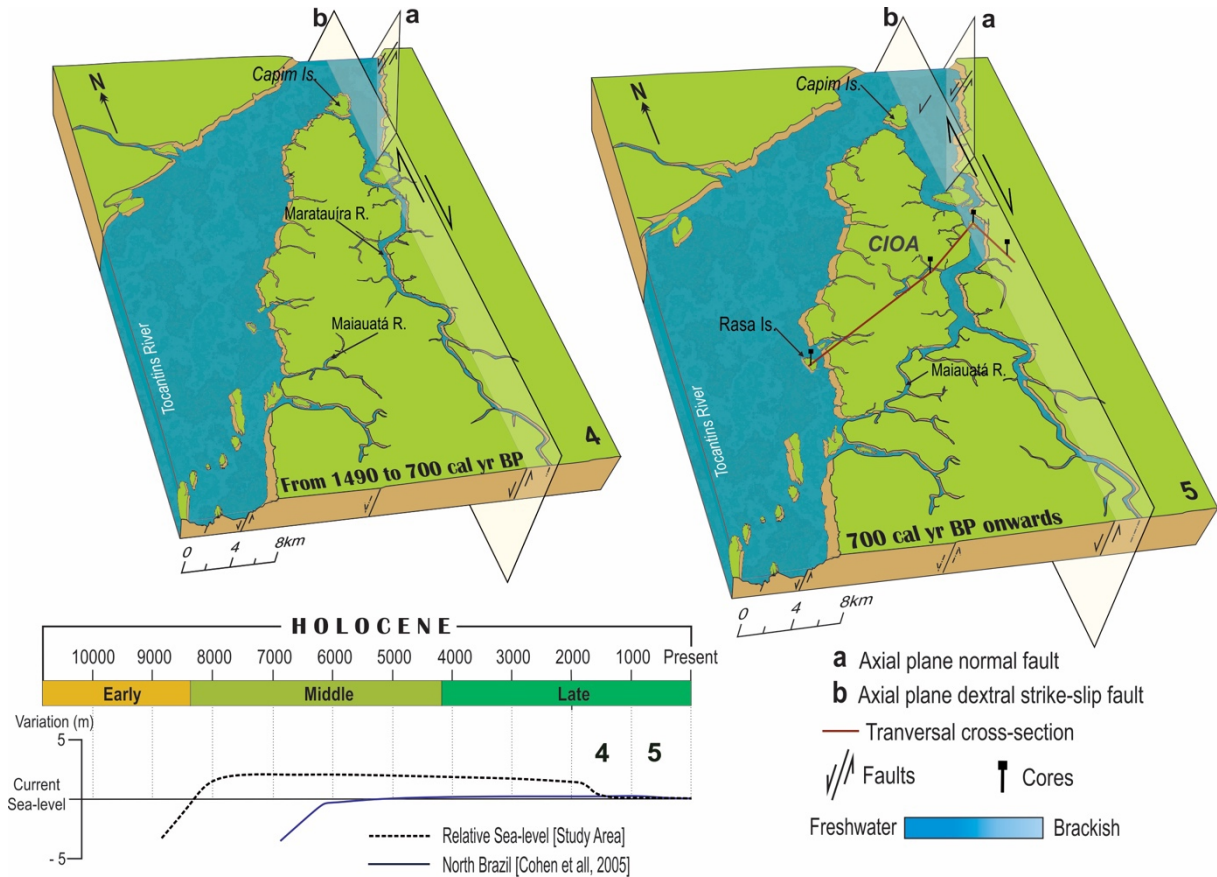 b
a
Capim Is.
N
Maratauíra R.
Maiauatá R.
Tocantins River
4
From 1490 to 700 cal yr BP
0 4 8km
b
a
Capim Is.
N
CIOA
Rasa Is.
Maiauatá R.
Tocantins River
5
700 cal yr BP onwards
0 4 8km
HOLOCENE
10000 9000 8000 7000 6000 5000 4000 3000 2000 1000 Present
Early Middle Late
Variation (m)
5
4 5
Current
Sea-level
- 5
Relative Sea-level [Study Area]
North Brazil [Cohen et all, 2005]
a Axial plane normal fault
b Axial plane dextral strike-slip fault
Tranversal cross-section
Faults
Cores
Freshwater Brackish